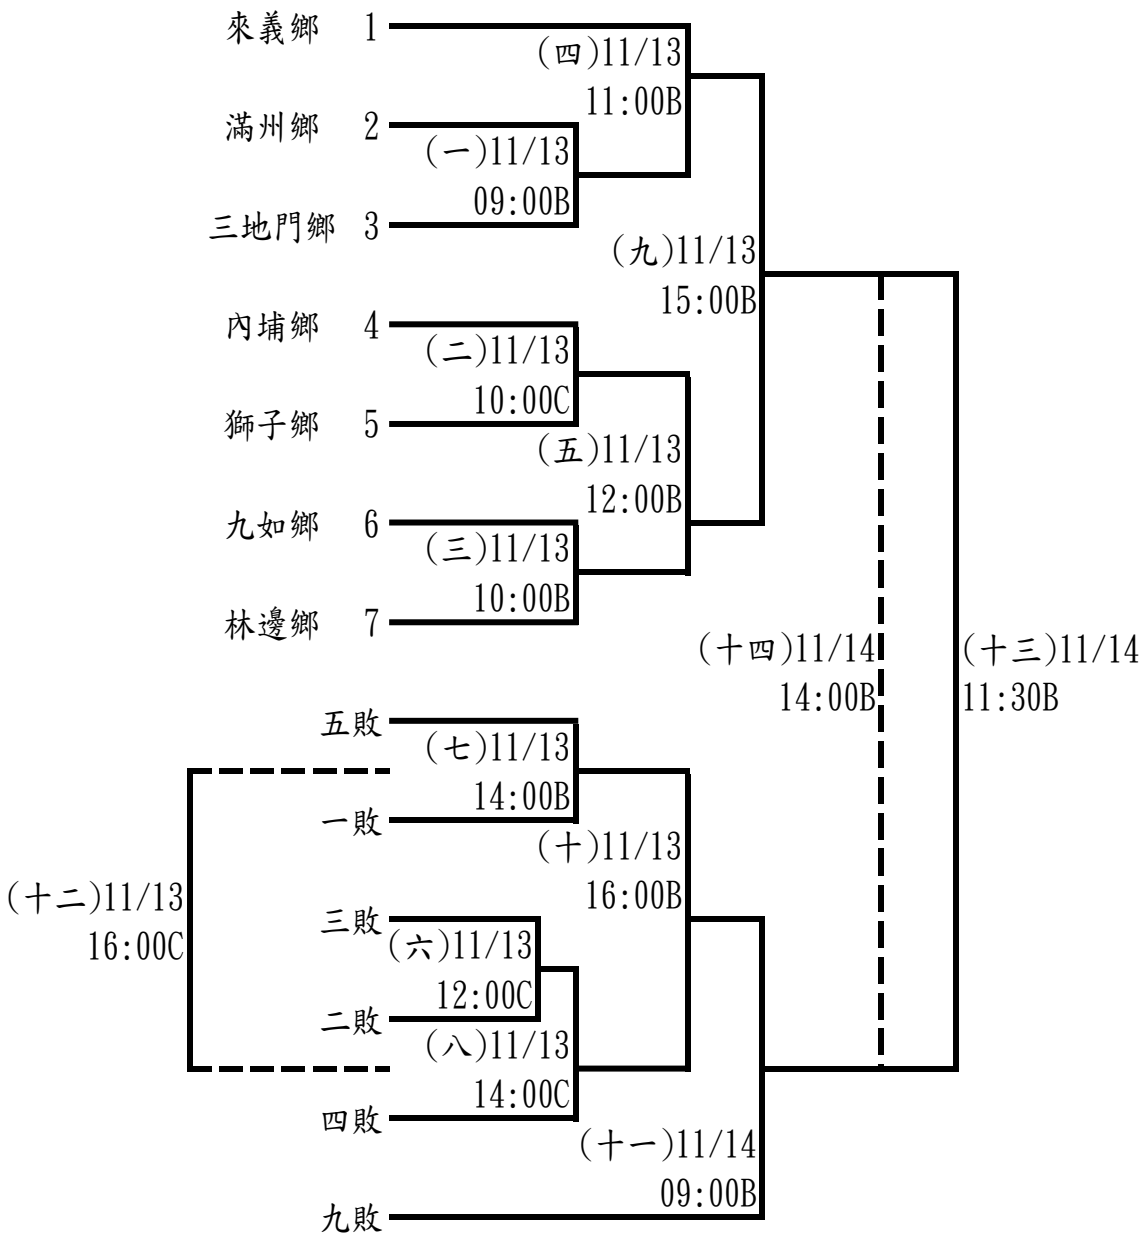 來義鄉 1
(四)11/13
11:00B
滿州鄉 2
(一)11/13
09:00B
三地門鄉 3
(九)11/13
15:00B
內埔鄉 4
(二)11/13
10:00C
獅子鄉 5
(五)11/13
12:00B
九如鄉 6
(三)11/13
10:00B
林邊鄉 7
(十四)11/14
14:00B
(十三)11/14
11:30B
五敗
(七)11/13
14:00B
一敗
(十)11/13
16:00B
(十二)11/13
16:00C
三敗
(六)11/13
12:00C
二敗
(八)11/13
14:00C
四敗
(十一)11/14
09:00B
九敗